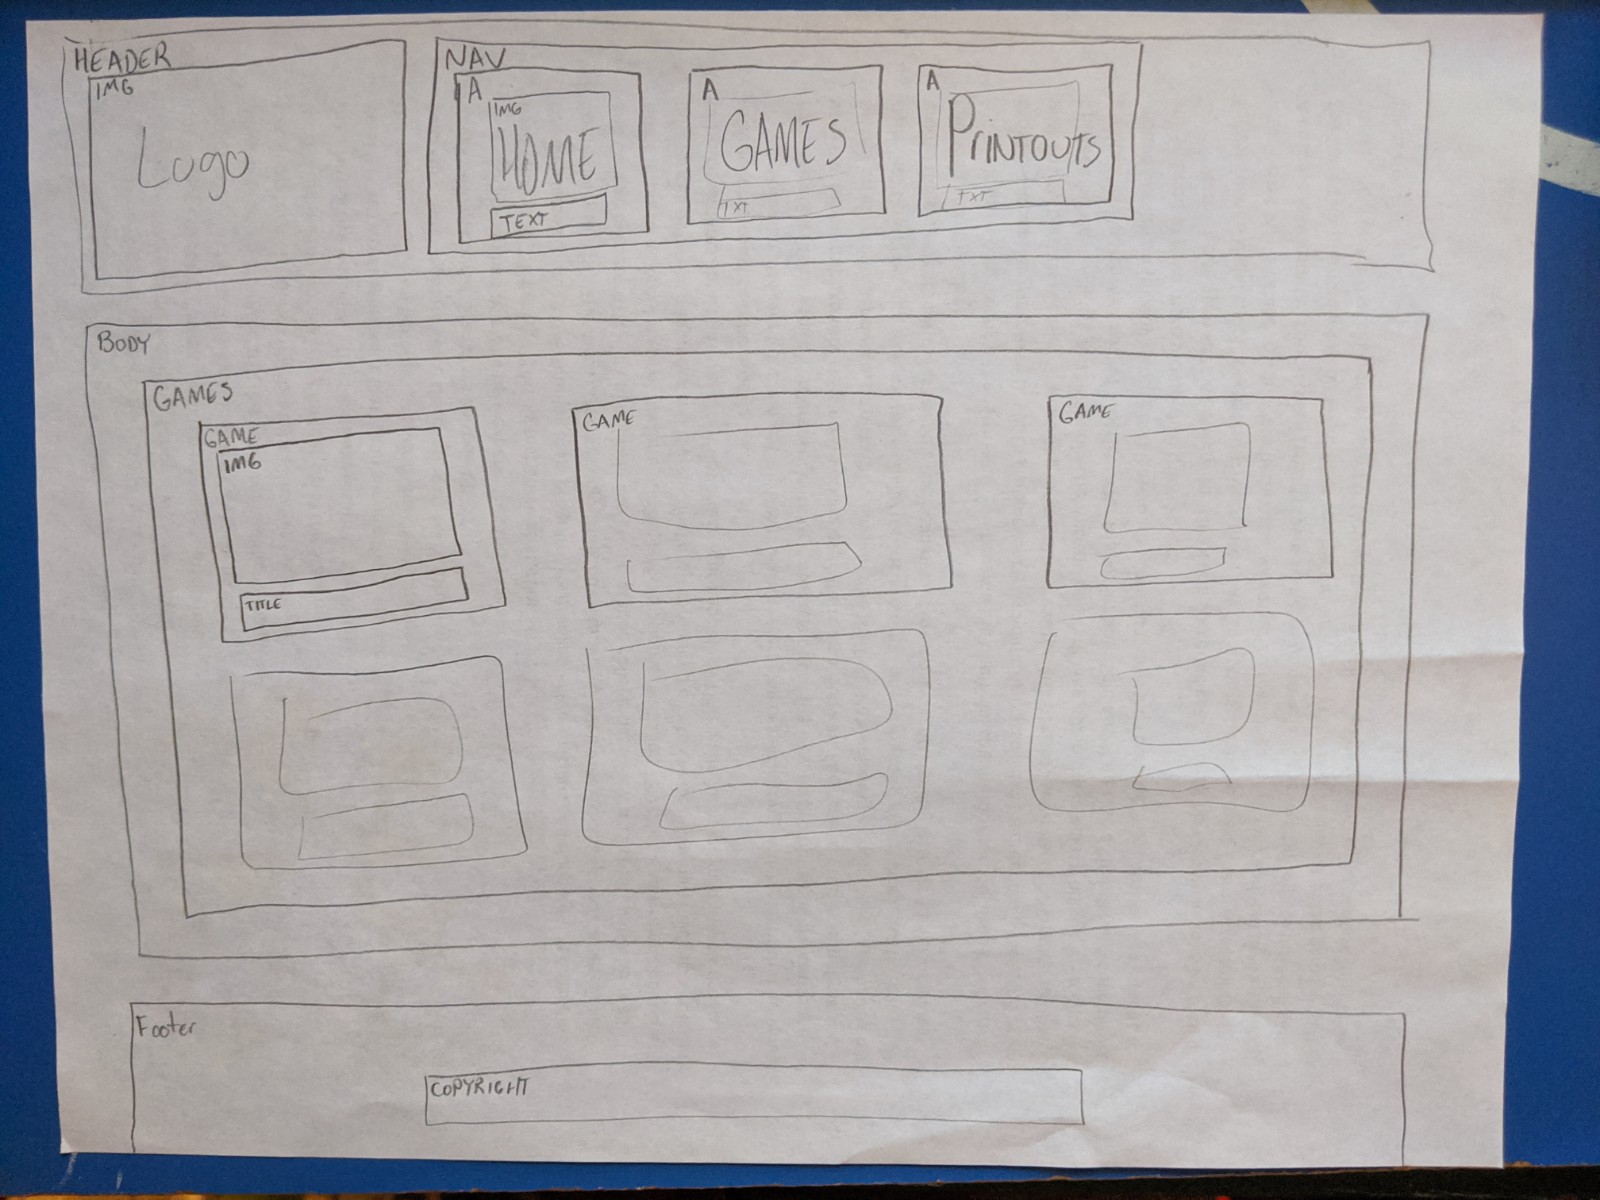 HEADER
IMG
Logo
NAV
A
IMG
HOME
TEXT
A
GAMES
TXT
A
Printouts
TXT
BODY
GAMES
GAME
IMG
TITLE
GAME
GAME
Footer
COPYRIGHT